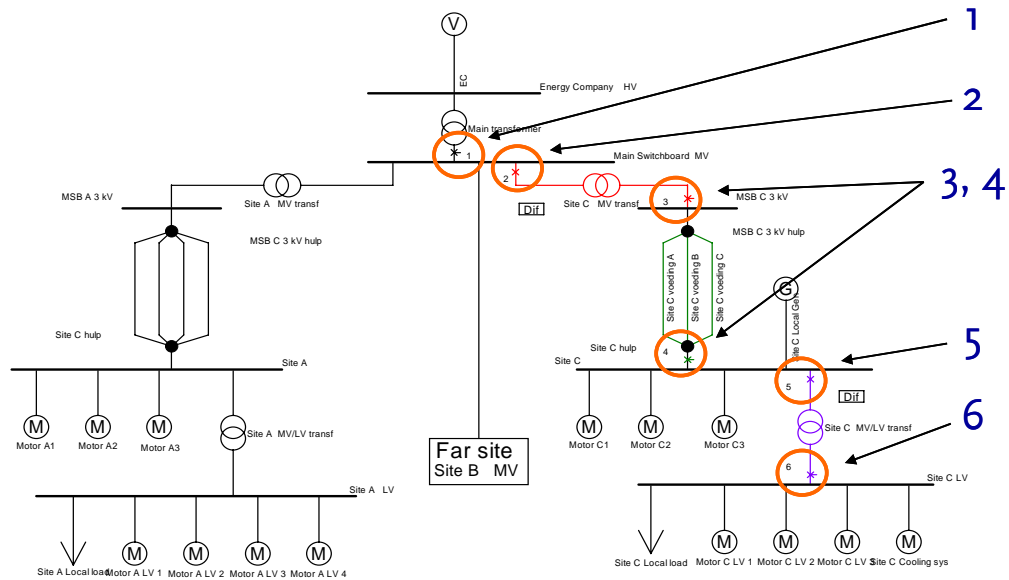 V
1
EC
Energy Company HV
2
Main transformer
1
Main Switchboard MV
2
3, 4
MSB A 3 kV
Site A MV transf
Dif
Site C MV transf
3
MSB C 3 kV
MSB C 3 kV hulp
MSB C 3 kV hulp
Site C voeding A
Site C voeding B
Site C voeding C
G
Site C Local Gen.
Site C hulp
Site C hulp
4
5
Site A
Site C
5
Dif
M
M
M
Motor A1
Motor A2
Motor A3
Site A MV/LV transf
M
M
M
Motor C1
Motor C2
Motor C3
Site C MV/LV transf
6
Far site
Site B MV
6
Site A LV
Site C LV
M
M
M
M
Site A Local load
Motor A LV 1
Motor A LV 2
Motor A LV 3
Motor A LV 4
M
M
M
M
Site C Local load
Motor C LV 1
Motor C LV 2
Motor C LV 3
Site C Cooling sys